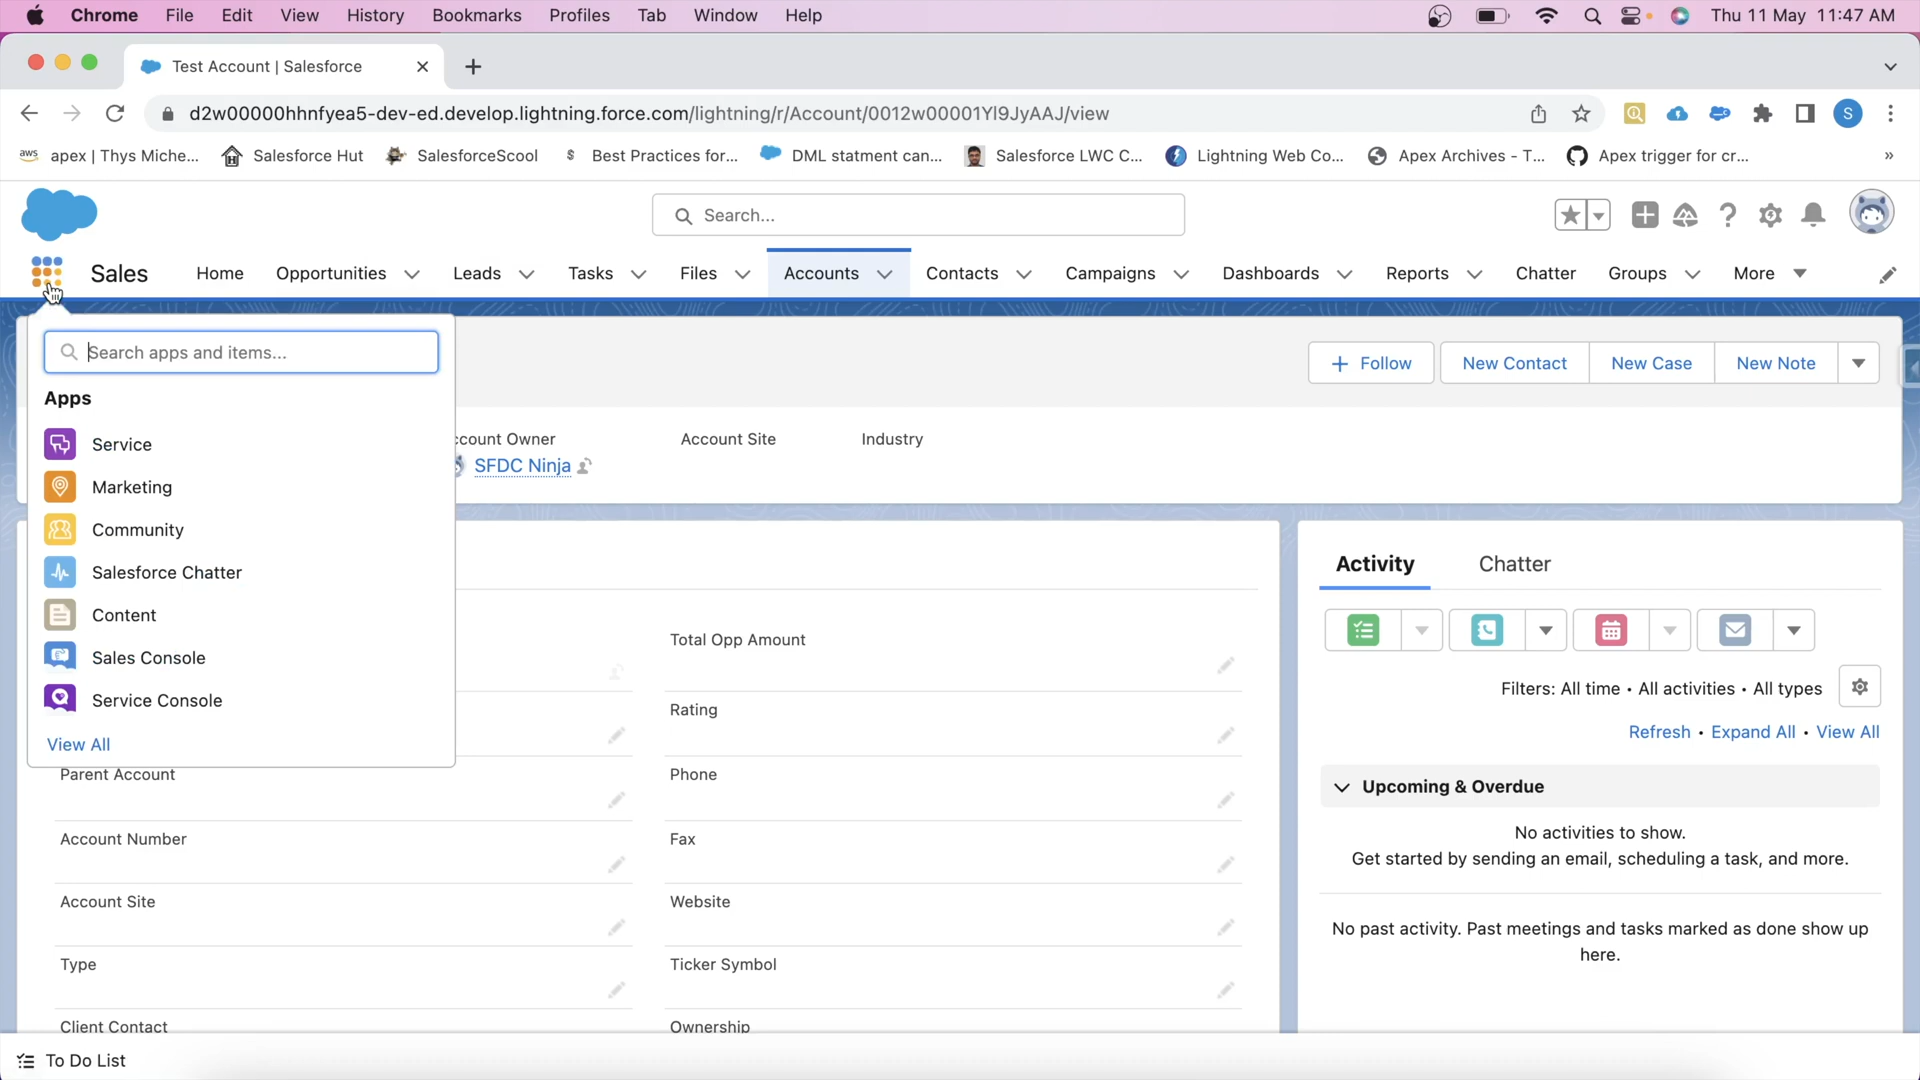 Chrome File Edit View History Bookmarks Profiles Tab Window Help Thu 11 May 11:47 AM
Test Account | Salesforce
d2w00000hhnfyea5-dev-ed.develop.lightning.force.com/lightning/r/Account/0012w00001Yl9JyAAJ/view S
aws apex | Thys Miche... Salesforce Hut SalesforceScool $ Best Practices for... DML statment can... Salesforce LWC C... Lightning Web Co... Apex Archives - T... Apex trigger for cr... »
Search...
Sales Home Opportunities Leads Tasks Files Accounts Contacts Campaigns Dashboards Reports Chatter Groups More
Search apps and items...
Apps
Service
Marketing
Community
Salesforce Chatter
Content
Sales Console
Service Console
View All
+ Follow New Contact New Case New Note
ccount Owner Account Site Industry
SFDC Ninja
Total Opp Amount
Rating
Parent Account Phone
Account Number Fax
Account Site Website
Type Ticker Symbol
Client Contact Ownership
Activity Chatter
Filters: All time • All activities • All types
Refresh • Expand All • View All
Upcoming & Overdue
No activities to show.
Get started by sending an email, scheduling a task, and more.
No past activity. Past meetings and tasks marked as done show up
here.
To Do List